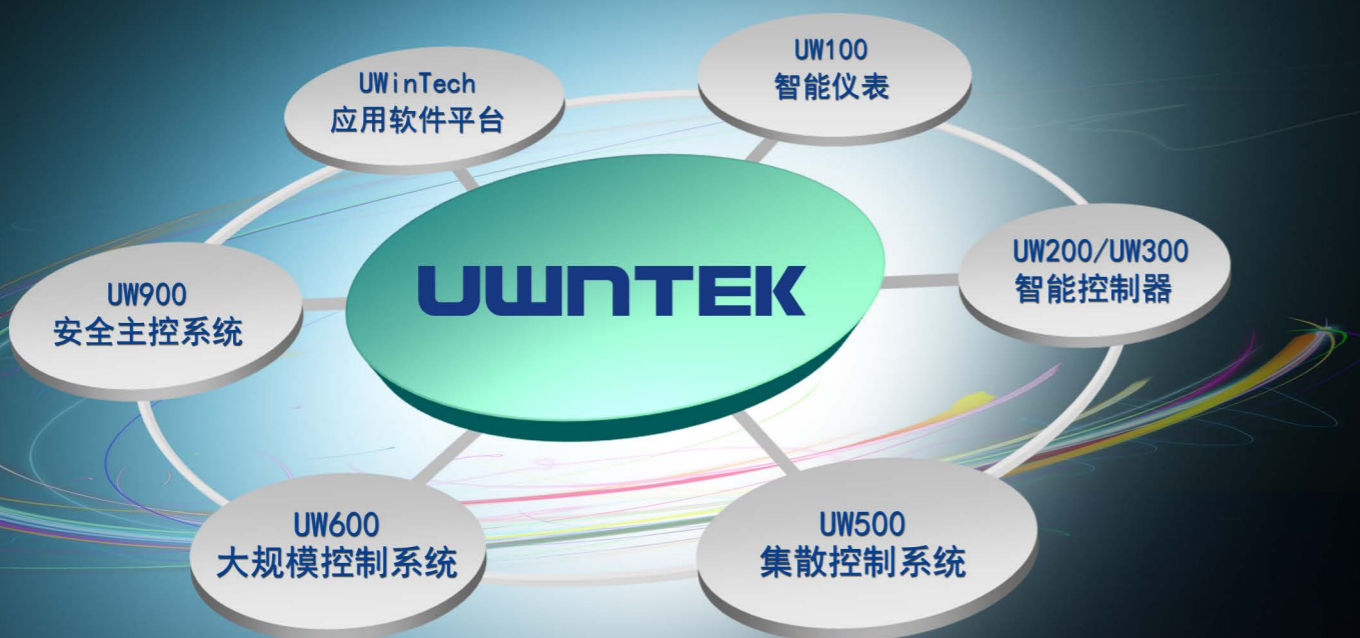 UWinTech
应用软件平台
UW100
智能仪表
UW200/UW300
智能控制器
UW900
安全主控系统
UWNTEK
UW600
大规模控制系统
UW500
集散控制系统